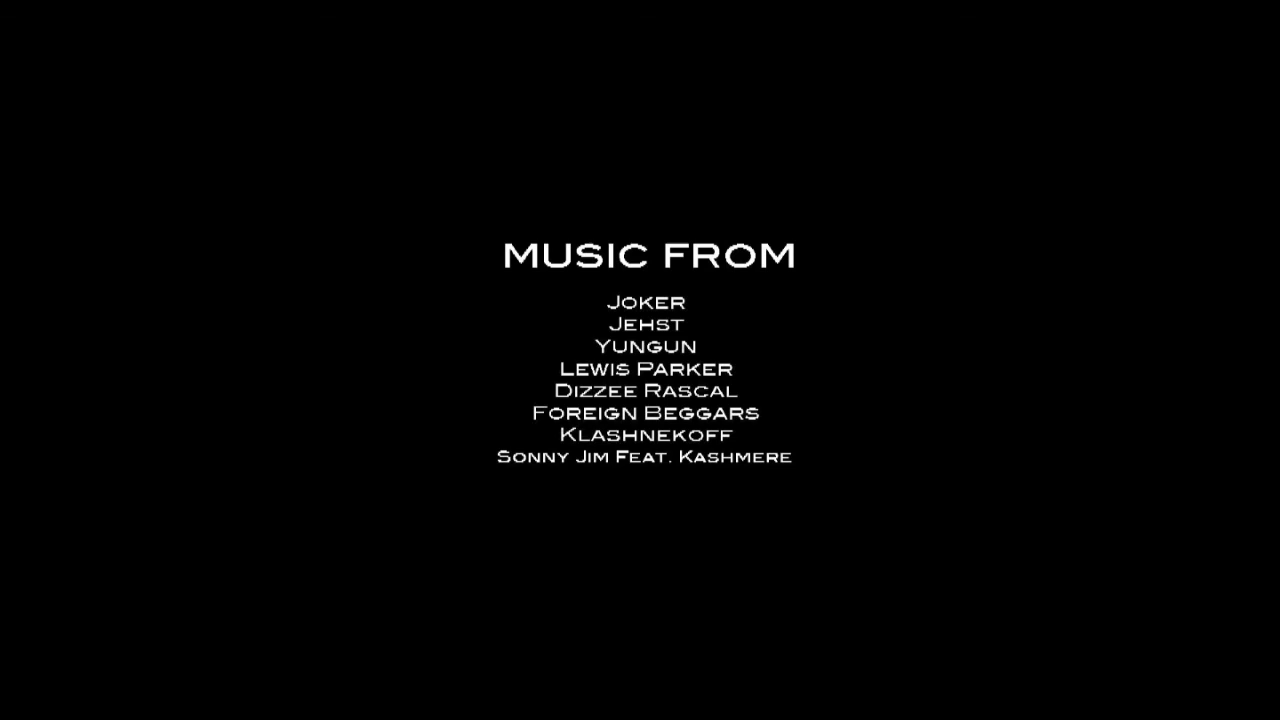 MUSIC FROM
JOKER
JEHST
YUNGUN
LEWIS PARKER
DIZZEE RASCAL
FOREIGN BEGGARS
KLASHNEKOFF
SONNY JIM FEAT. KASHMERE